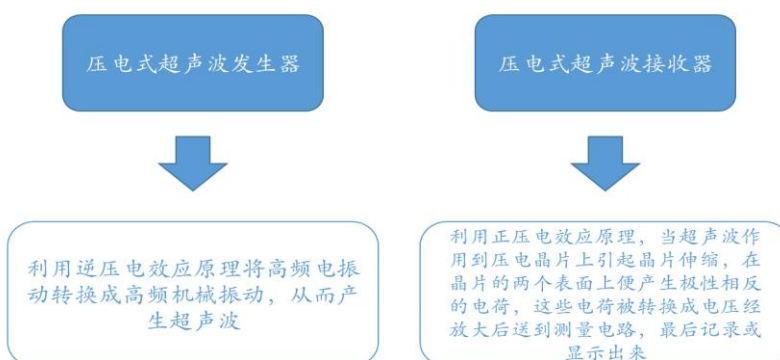 压电式超声波发生器
压电式超声波接收器
利用逆压电效应原理将高频电振
动转换成高频机械振动，从而产
生超声波
利用正压电效应原理，当超声波作
用到压电晶片上引起晶片伸缩，在
晶片的两个表面上便产生极性相反
的电荷，这些电荷被转换成电压经
放大后送到测量电路，最后记录或
显示出来